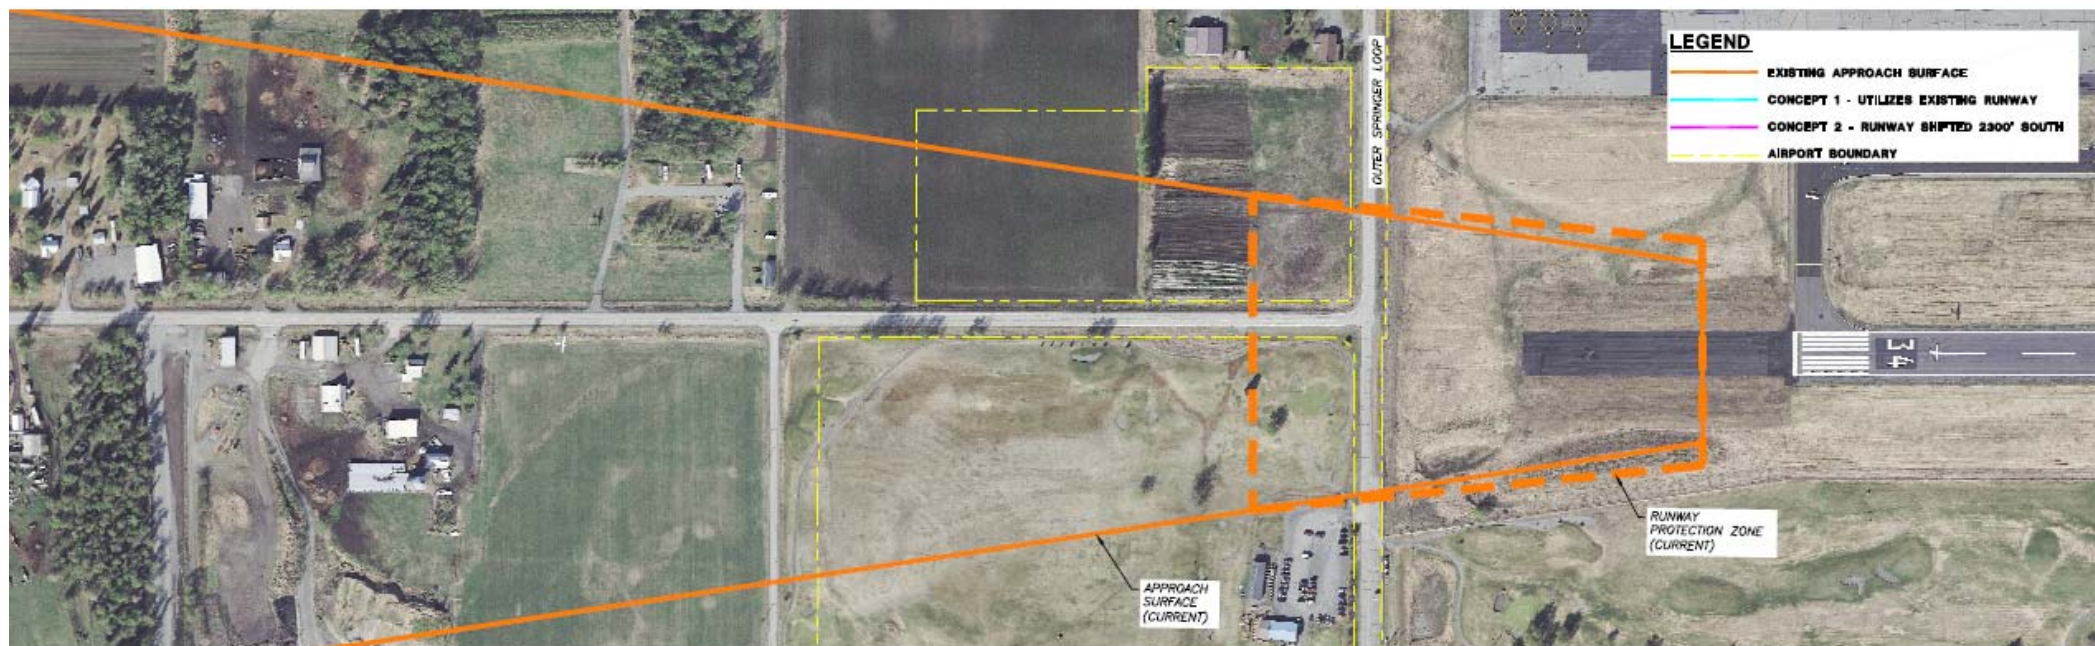 LEGEND
EXISTING APPROACH SURFACE
CONCEPT 1 - UTILIZES EXISTING RUNWAY
CONCEPT 2 - RUNWAY SHIFTED 2300' SOUTH
AIRPORT BOUNDARY
OUTER SPRINGER LOOP
34
RUNWAY
PROTECTION ZONE
(CURRENT)
APPROACH
SURFACE
(CURRENT)